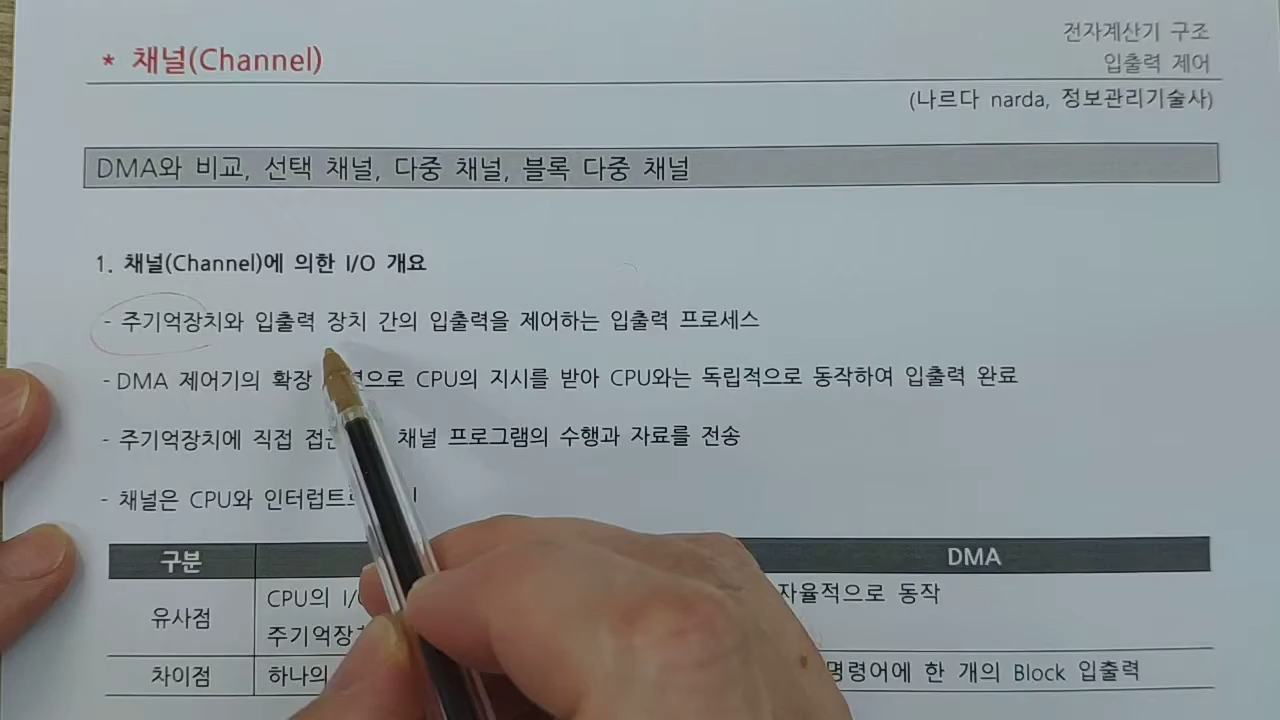 * 채널(Channel)
전자계산기 구조
입출력 제어
(나르다 narda, 정보관리기술사)
DMA와 비교, 선택 채널, 다중 채널, 블록 다중 채널
1. 채널(Channel)에 의한 I/O 개요
- 주기억장치와 입출력 장치 간의 입출력을 제어하는 입출력 프로세스
- DMA 제어기의 확장 으로 CPU의 지시를 받아 CPU와는 독립적으로 동작하여 입출력 완료
- 주기억장치에 직접 채널 프로그램의 수행과 자료를 전송
- 채널은 CPU와 인터럽트
구분 DMA
유사점 CPU의 자율적으로 동작
주기억장
차이점 하나의 명령어에 한 개의 Block 입출력